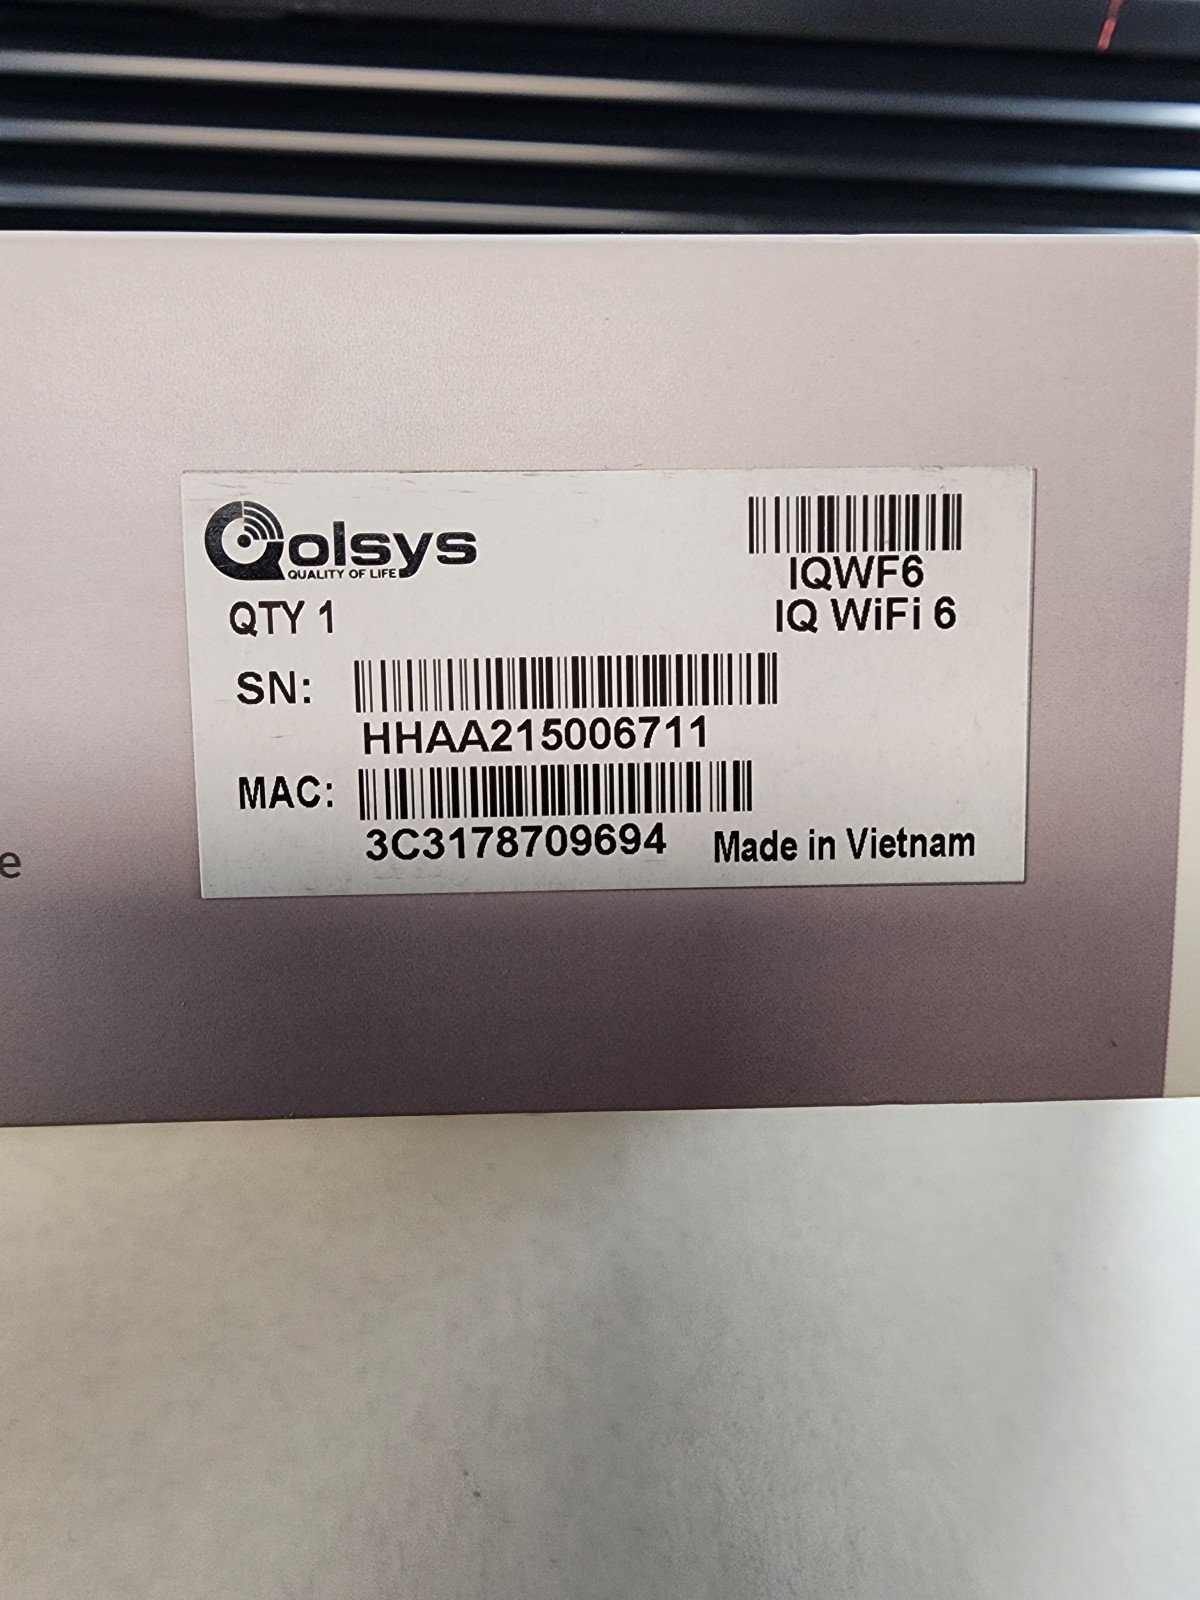 Qolsys
QUALITY OF LIFE
IQWF6
QTY 1
IQ WiFi 6
SN:
HHAA215006711
MAC:
3C3178709694
Made in Vietnam
e